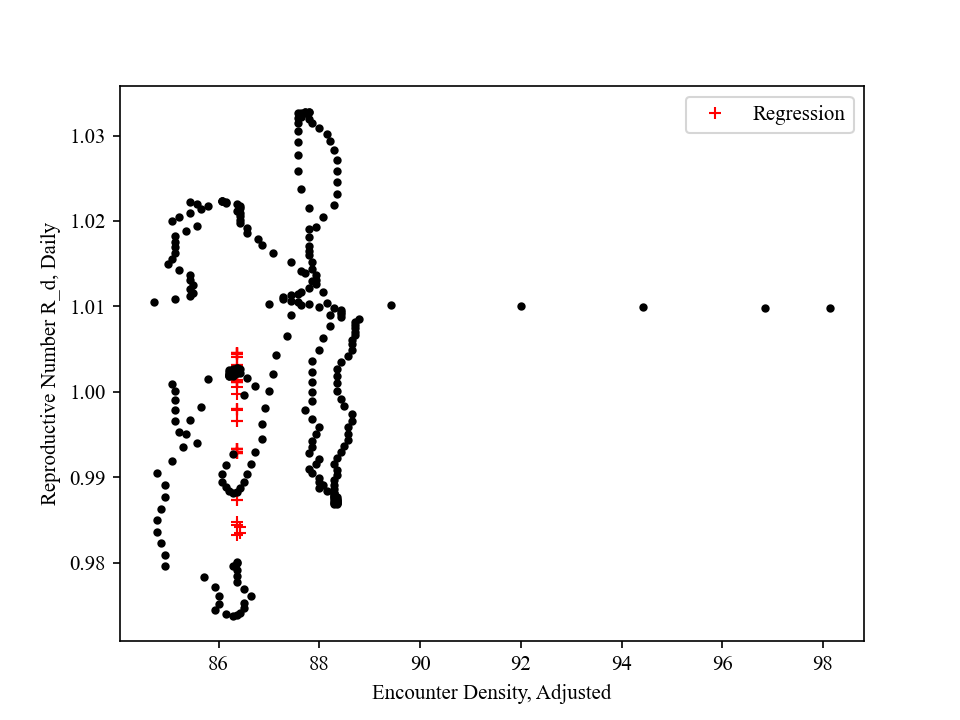 Regression
1.03
1.02
1.01
1.00
0.99
0.98
Reproductive Number R_d, Daily
86 88 90 92 94 96 98
Encounter Density, Adjusted